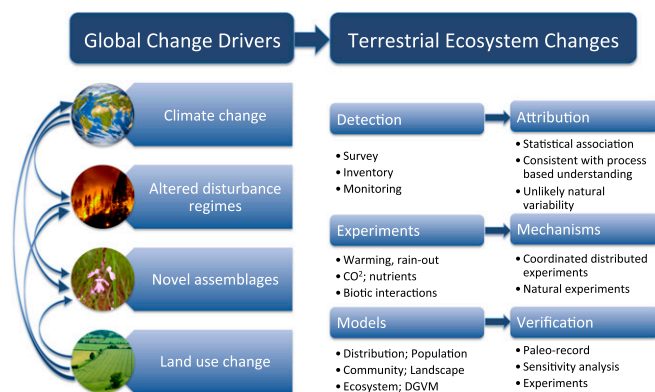 Global Change Drivers
Terrestrial Ecosystem Changes
Climate change
Altered disturbance
regimes
Novel assemblages
Land use change
Detection
• Survey
• Inventory
• Monitoring
Attribution
• Statistical association
• Consistent with process
based understanding
• Unlikely natural
variability
Experiments
• Warming, rain-out
• CO²; nutrients
• Biotic interactions
Mechanisms
• Coordinated distributed
experiments
• Natural experiments
Models
• Distribution; Population
• Community; Landscape
• Ecosystem; DGVM
Verification
• Paleo-record
• Sensitivity analysis
• Experiments